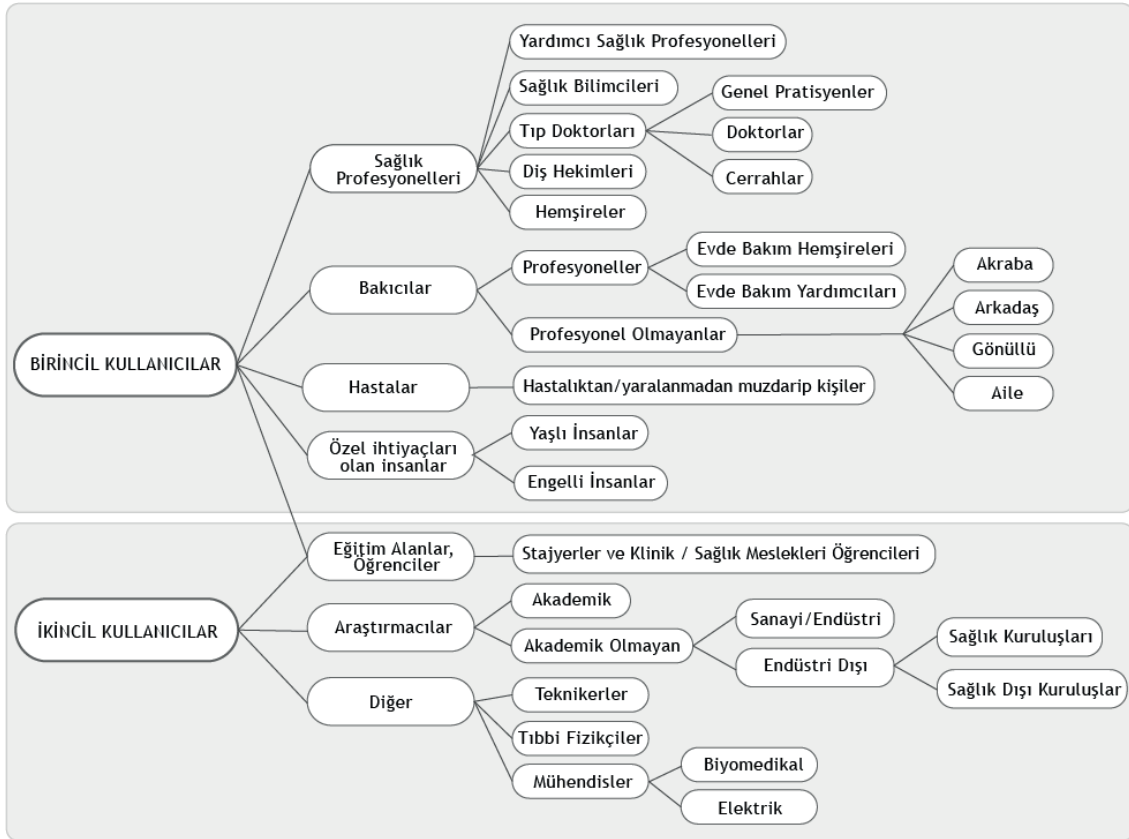 BİRİNCİL KULLANICILAR
Sağlık
Profesyonelleri
Yardımcı Sağlık Profesyonelleri
Sağlık Bilimcileri
Tıp Doktorları
Genel Pratisyenler
Doktorlar
Cerrahlar
Diş Hekimleri
Hemşireler
Bakıcılar
Profesyoneller
Evde Bakım Hemşireleri
Evde Bakım Yardımcıları
Profesyonel Olmayanlar
Akraba
Arkadaş
Gönüllü
Aile
Hastalar
Hastalıktan/yaralanmadan muzdarip kişiler
Özel ihtiyaçları
olan insanlar
Yaşlı İnsanlar
Engelli İnsanlar
İKİNCİL KULLANICILAR
Eğitim Alanlar,
Öğrenciler
Stajyerler ve Klinik / Sağlık Meslekleri Öğrencileri
Araştırmacılar
Akademik
Akademik Olmayan
Sanayi/Endüstri
Endüstri Dışı
Sağlık Kuruluşları
Sağlık Dışı Kuruluşlar
Diğer
Teknikerler
Tıbbi Fizikçiler
Mühendisler
Biyomedikal
Elektrik